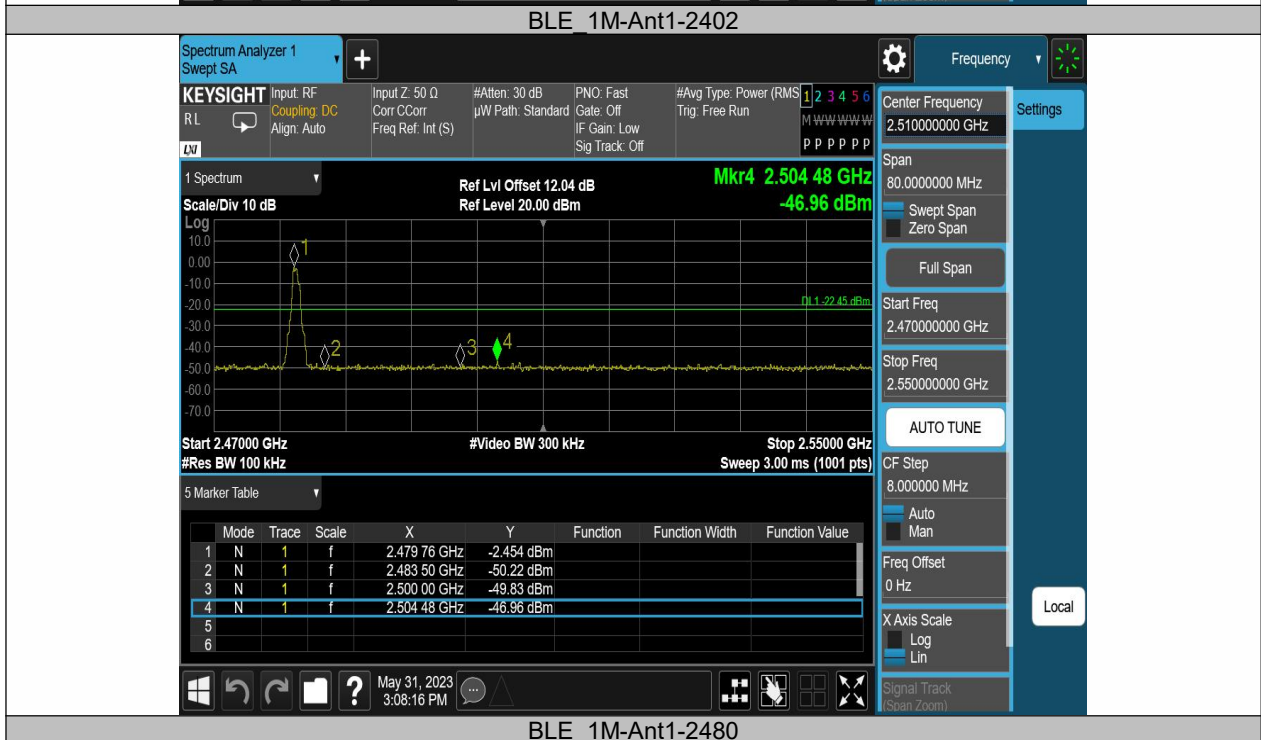 BLE_1M-Ant1-2402
Spectrum Analyzer 1
Swept SA
+
Frequency
KEYSIGHT
RL
LXI
Input: RF
Coupling: DC
Align: Auto
Input Z: 50 Ω
Corr CCorr
Freq Ref: Int (S)
#Atten: 30 dB
µW Path: Standard
PNO: Fast
Gate: Off
IF Gain: Low
Sig Track: Off
#Avg Type: Power (RMS
Trig: Free Run
1 2 3 4 5 6
M W W W W W
P P P P P P
1 Spectrum
Scale/Div 10 dB
Ref Lvl Offset 12.04 dB
Ref Level 20.00 dBm
Mkr4 2.504 48 GHz
-46.96 dBm
Log
10.0
0.00
-10.0
-20.0
-30.0
-40.0
-50.0
-60.0
-70.0
1
2
3
4
DL1 -22.45 dBm
Start 2.47000 GHz
#Res BW 100 kHz
#Video BW 300 kHz
Stop 2.55000 GHz
Sweep 3.00 ms (1001 pts)
5 Marker Table
Mode Trace Scale X Y Function Function Width Function Value
1 N 1 f 2.479 76 GHz -2.454 dBm
2 N 1 f 2.483 50 GHz -50.22 dBm
3 N 1 f 2.500 00 GHz -49.83 dBm
4 N 1 f 2.504 48 GHz -46.96 dBm
5
6
?
May 31, 2023
3:08:16 PM
Center Frequency
2.510000000 GHz
Settings
Span
80.0000000 MHz
Swept Span
Zero Span
Full Span
Start Freq
2.470000000 GHz
Stop Freq
2.550000000 GHz
AUTO TUNE
CF Step
8.000000 MHz
Auto
Man
Freq Offset
0 Hz
Local
X Axis Scale
Log
Lin
Signal Track
(Span Zoom)
BLE_1M-Ant1-2480